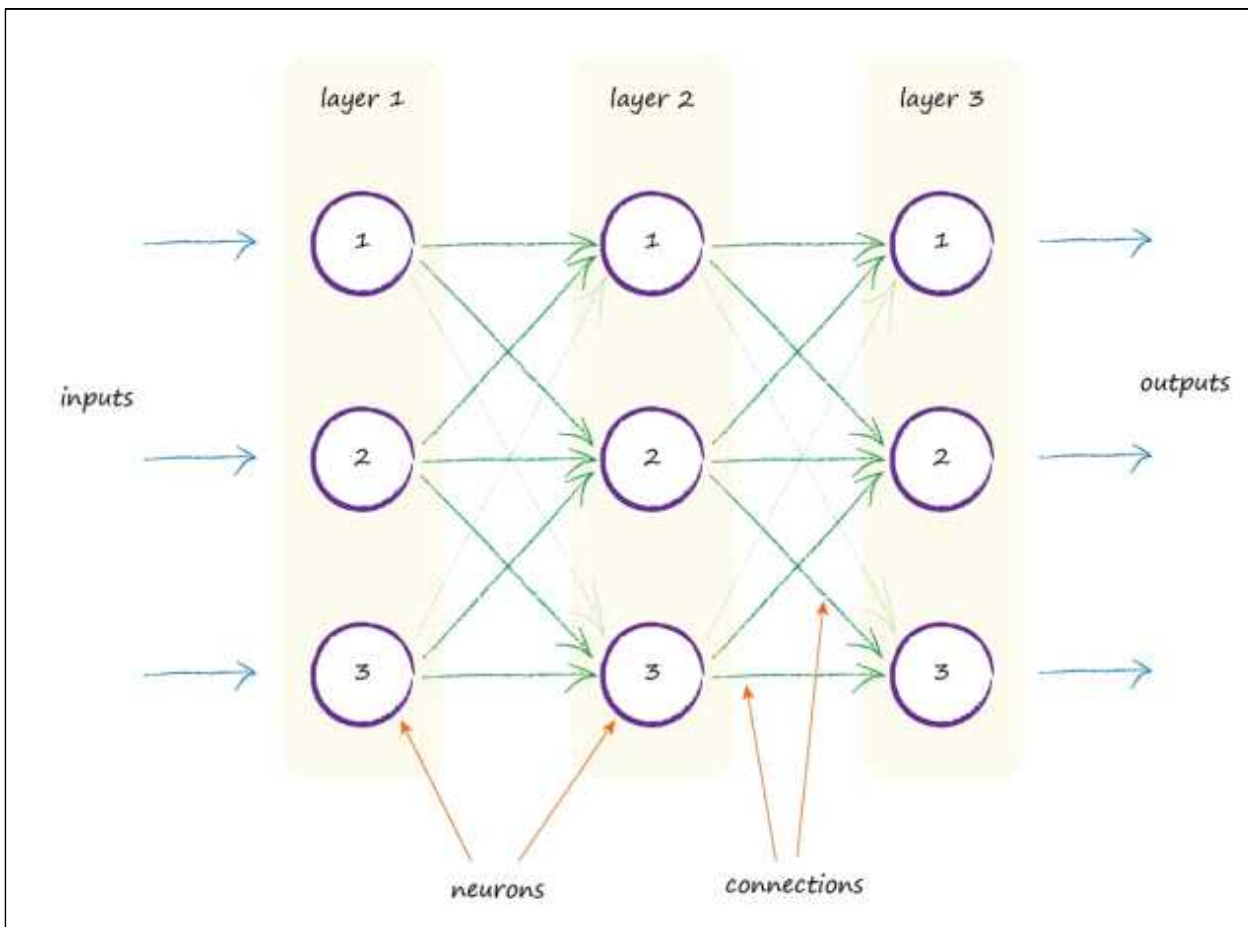 layer 1
layer 2
layer 3
1
1
1
inputs
outputs
2
2
2
3
3
3
neurons
connections